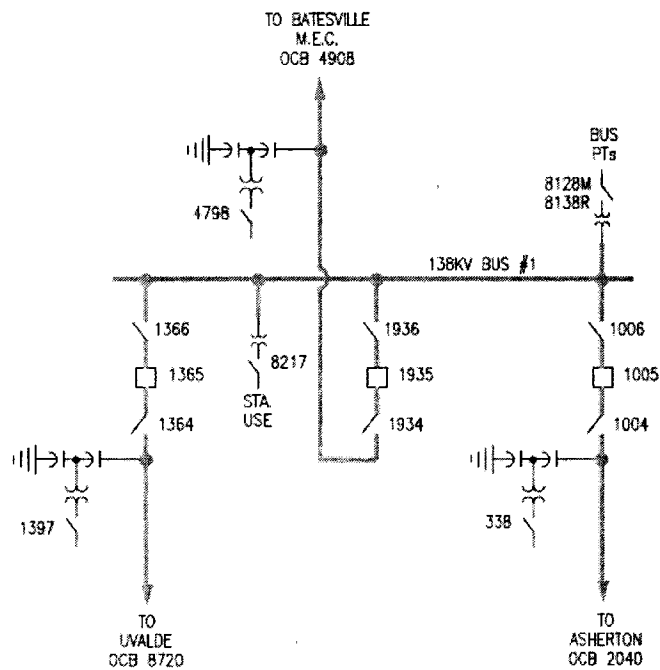 TO BATESVILLE
M.E.C.
OCB 4908
BUS
PTs
8128M
8138R
4798
138KV BUS #1
1366
1936
1006
8217
1365
1935
1005
STA.
USE
1364
1934
1004
1397
338
TO
UVALDE
OCB 8720
TO
ASHERTON
OCB 2040